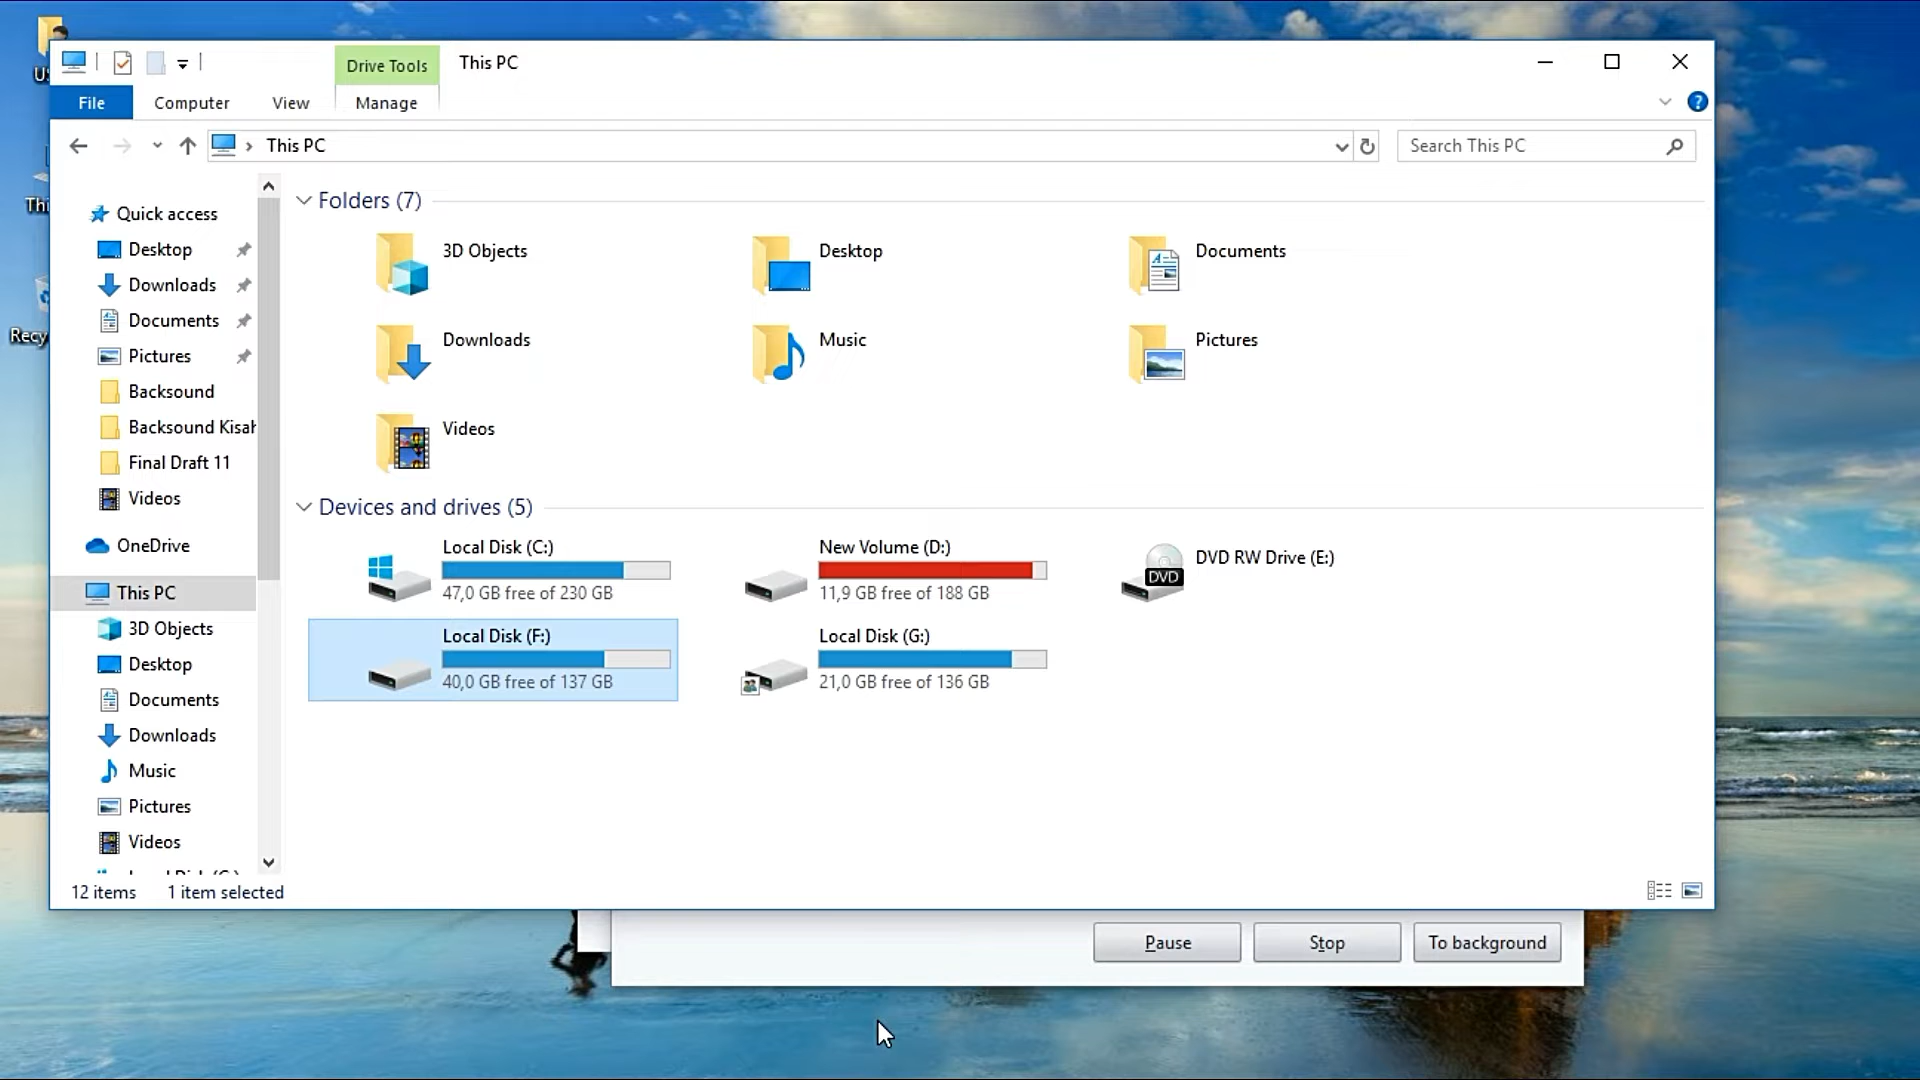 Drive Tools
This PC
File
Computer
View
Manage
This PC
Search This PC
Quick access
Desktop
Downloads
Documents
Pictures
Backsound
Backsound Kisah
Final Draft 11
Videos
OneDrive
This PC
3D Objects
Desktop
Documents
Downloads
Music
Pictures
Videos
Folders (7)
3D Objects
Desktop
Documents
Downloads
Music
Pictures
Videos
Devices and drives (5)
Local Disk (C:)
47,0 GB free of 230 GB
New Volume (D:)
11,9 GB free of 188 GB
DVD
DVD RW Drive (E:)
Local Disk (F:)
40,0 GB free of 137 GB
Local Disk (G:)
21,0 GB free of 136 GB
12 items
1 item selected
Pause
Stop
To background